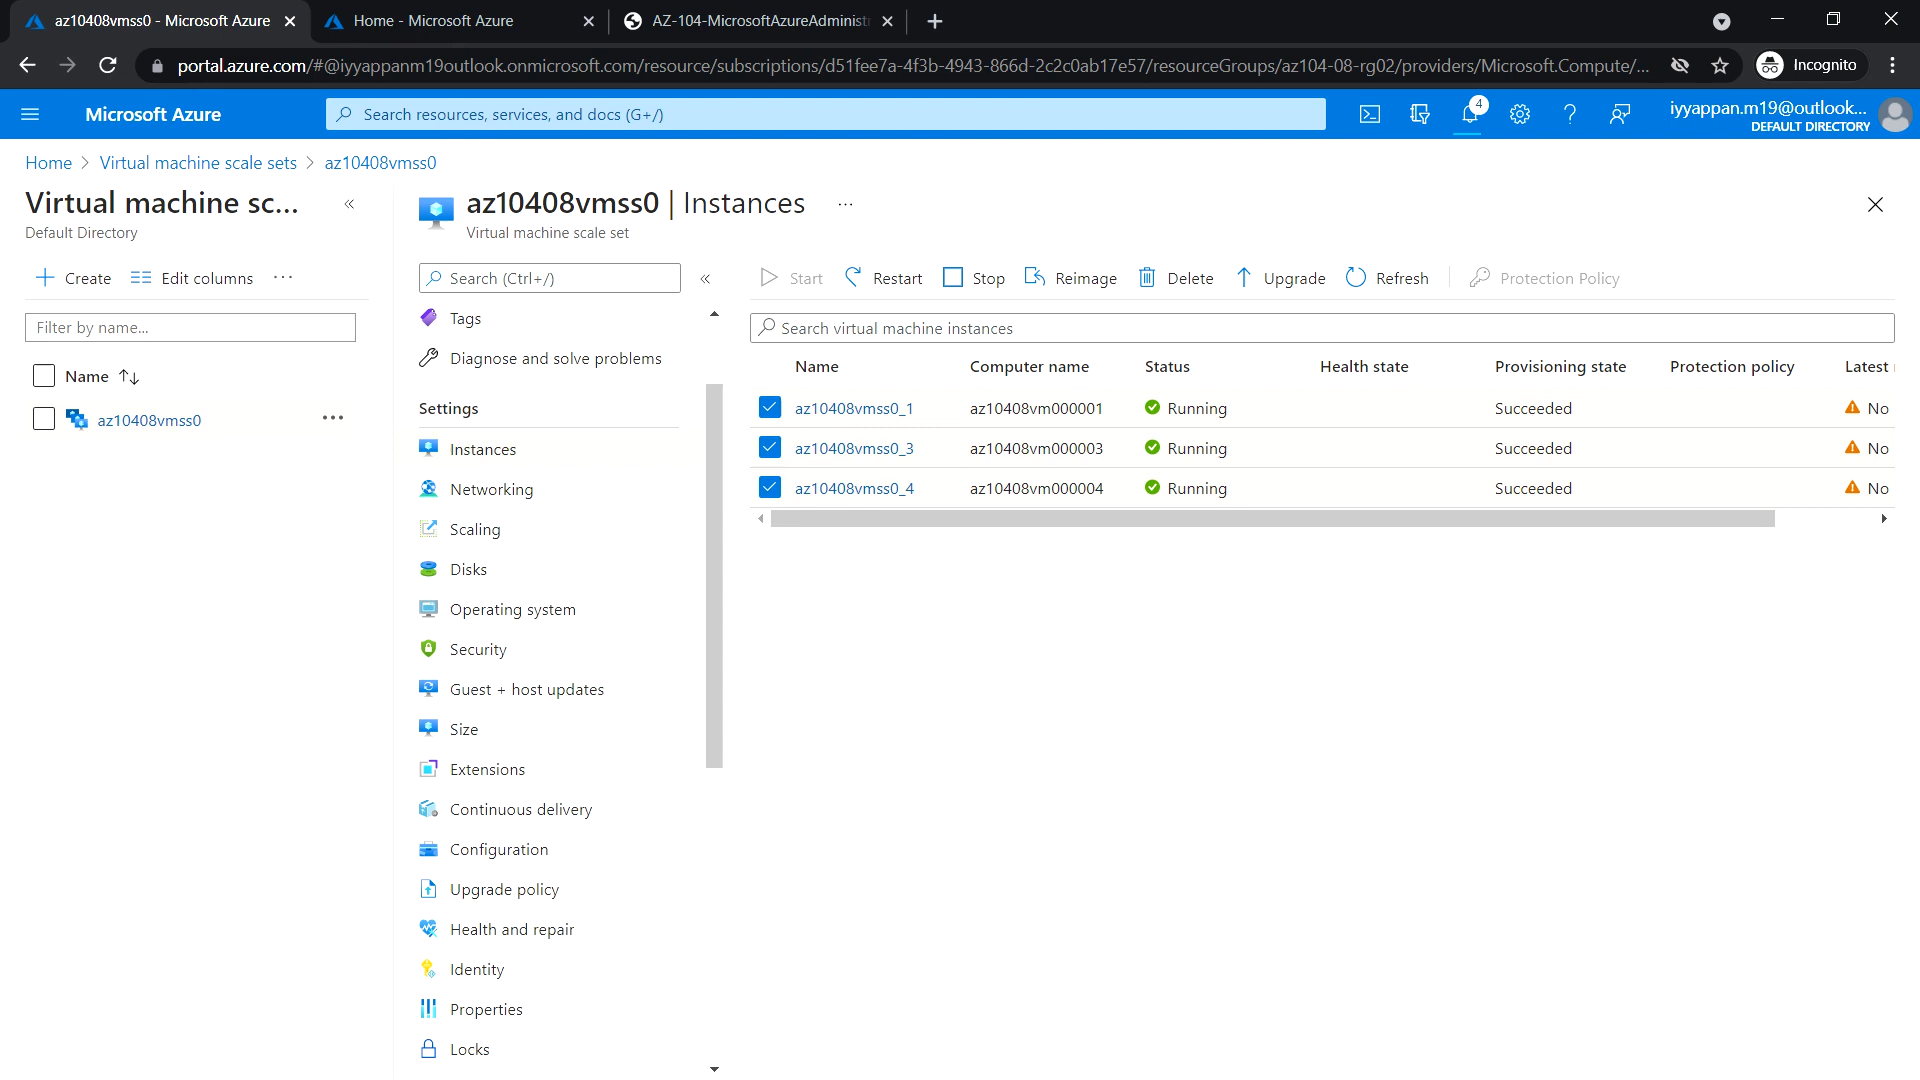 az10408vmss0 - Microsoft Azure
Home - Microsoft Azure
AZ-104-MicrosoftAzureAdminist
portal.azure.com/#@iyyappanm19outlook.onmicrosoft.com/resource/subscriptions/d51fee7a-4f3b-4943-866d-2c2c0ab17e57/resourceGroups/az104-08-rg02/providers/Microsoft.Compute/...
Incognito
Microsoft Azure
Search resources, services, and docs (G+/)
4
iyyappan.m19@outlook...
DEFAULT DIRECTORY
Home > Virtual machine scale sets > az10408vmss0
Virtual machine sc... «
Default Directory
az10408vmss0 | Instances ...
Virtual machine scale set
Create Edit columns ...
Filter by name...
Name
az10408vmss0 ...
Search (Ctrl+/) «
Tags
Diagnose and solve problems
Settings
Instances
Networking
Scaling
Disks
Operating system
Security
Guest + host updates
Size
Extensions
Continuous delivery
Configuration
Upgrade policy
Health and repair
Identity
Properties
Locks
Start Restart Stop Reimage Delete Upgrade Refresh Protection Policy
Search virtual machine instances
Name Computer name Status Health state Provisioning state Protection policy Latest
az10408vmss0_1 az10408vm000001 Running Succeeded No
az10408vmss0_3 az10408vm000003 Running Succeeded No
az10408vmss0_4 az10408vm000004 Running Succeeded No